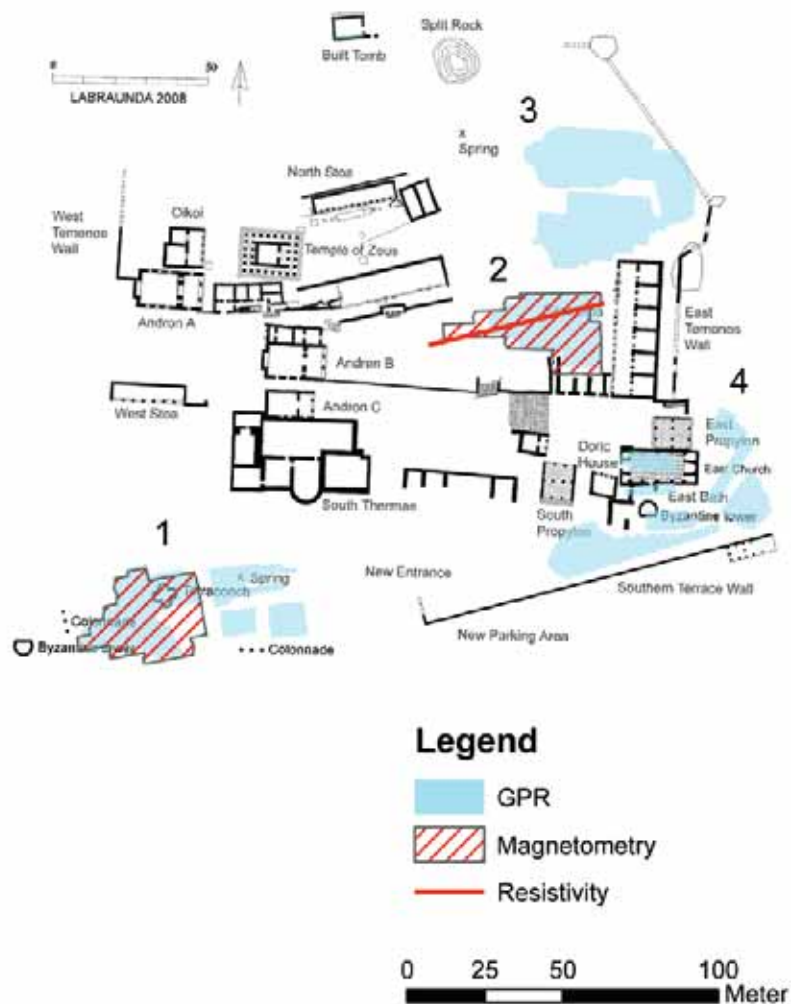 Split Rock
Built Tomb
0 50
LABRAUNDA 2008
3
x
Spring
North Stoa
West
Temenos
Wall
Oikoi
Temple of Zeus
2
Andron A
East
Temenos
Wall
Andron B
4
West Stoa
Andron C
East
Propylon
Doric
House
East Church
South Thermae
East Bath
South
Propylon
Byzantine tower
1
New Entrance
x Spring
Tetraconch
Southern Terrace Wall
Colonnade
New Parking Area
Byzantine
Colonnade
Legend
GPR
Magnetometry
Resistivity
0 25 50 100
Meter